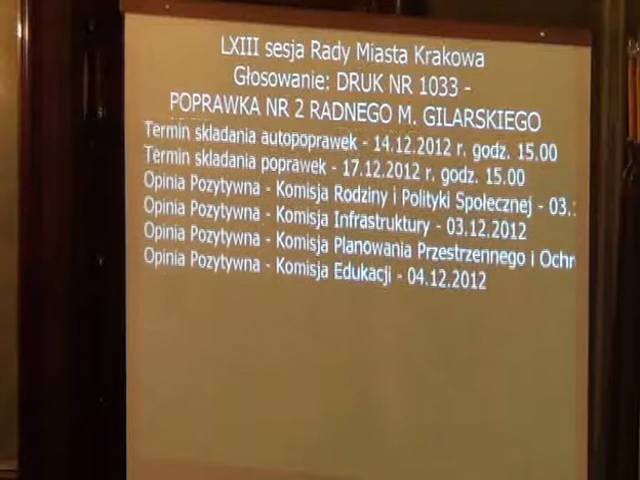 LXIII sesja Rady Miasta Krakowa
Głosowanie: DRUK NR 1033 -
POPRAWKA NR 2 RADNEGO M. GILARSKIEGO
Termin składania autopoprawek - 14.12.2012 r. godz. 15.00
Termin składania poprawek - 17.12.2012 r. godz. 15.00
Opinia Pozytywna - Komisja Rodziny i Polityki Społecznej - 03.
Opinia Pozytywna - Komisja Infrastruktury - 03.12.2012
Opinia Pozytywna - Komisja Planowania Przestrzennego i Ochr
Opinia Pozytywna - Komisja Edukacji - 04.12.2012